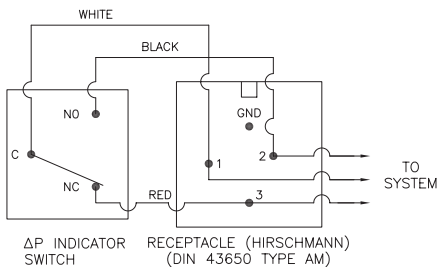 WHITE
BLACK
NO
GND
C
1
2
TO
SYSTEM
NC
RED
3
ΔP INDICATOR
SWITCH
RECEPTACLE (HIRSCHMANN)
(DIN 43650 TYPE AM)